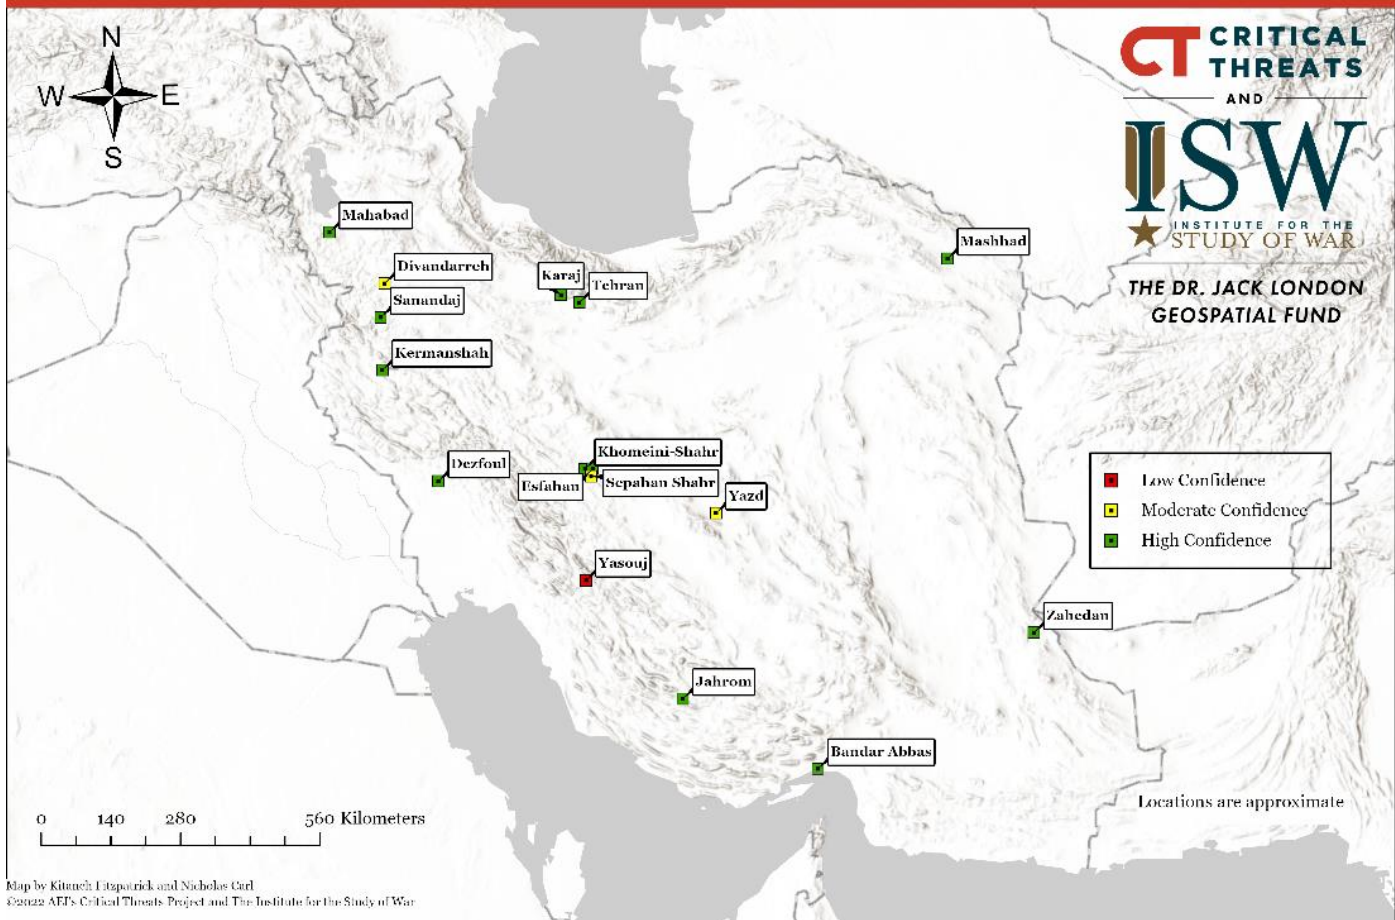 N
W E
S
CT CRITICAL
THREATS
AND
ISW
INSTITUTE FOR THE
STUDY OF WAR
THE DR. JACK LONDON
GEOSPATIAL FUND
Mahabad
Mashhad
Divandarreh
Karaj
Tehran
Sanandaj
Kermanshah
Khomeini-Shahr
Dezfoul
Esfahan
Sepahan Shahr
Yazd
Low Confidence
Moderate Confidence
High Confidence
Yasouj
Zahedan
Jahrom
Bandar Abbas
Locations are approximate
0 140 280 560 Kilometers
Map by Kitaneh Fitzpatrick and Nicholas Carl
©2022 AEI's Critical Threats Project and The Institute for the Study of War